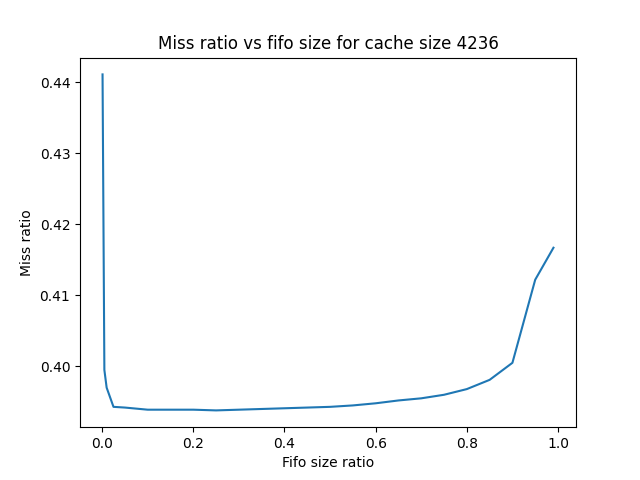 Miss ratio vs fifo size for cache size 4236
0.44
0.43
0.42
0.41
0.40
Miss ratio
0.0 0.2 0.4 0.6 0.8 1.0
Fifo size ratio